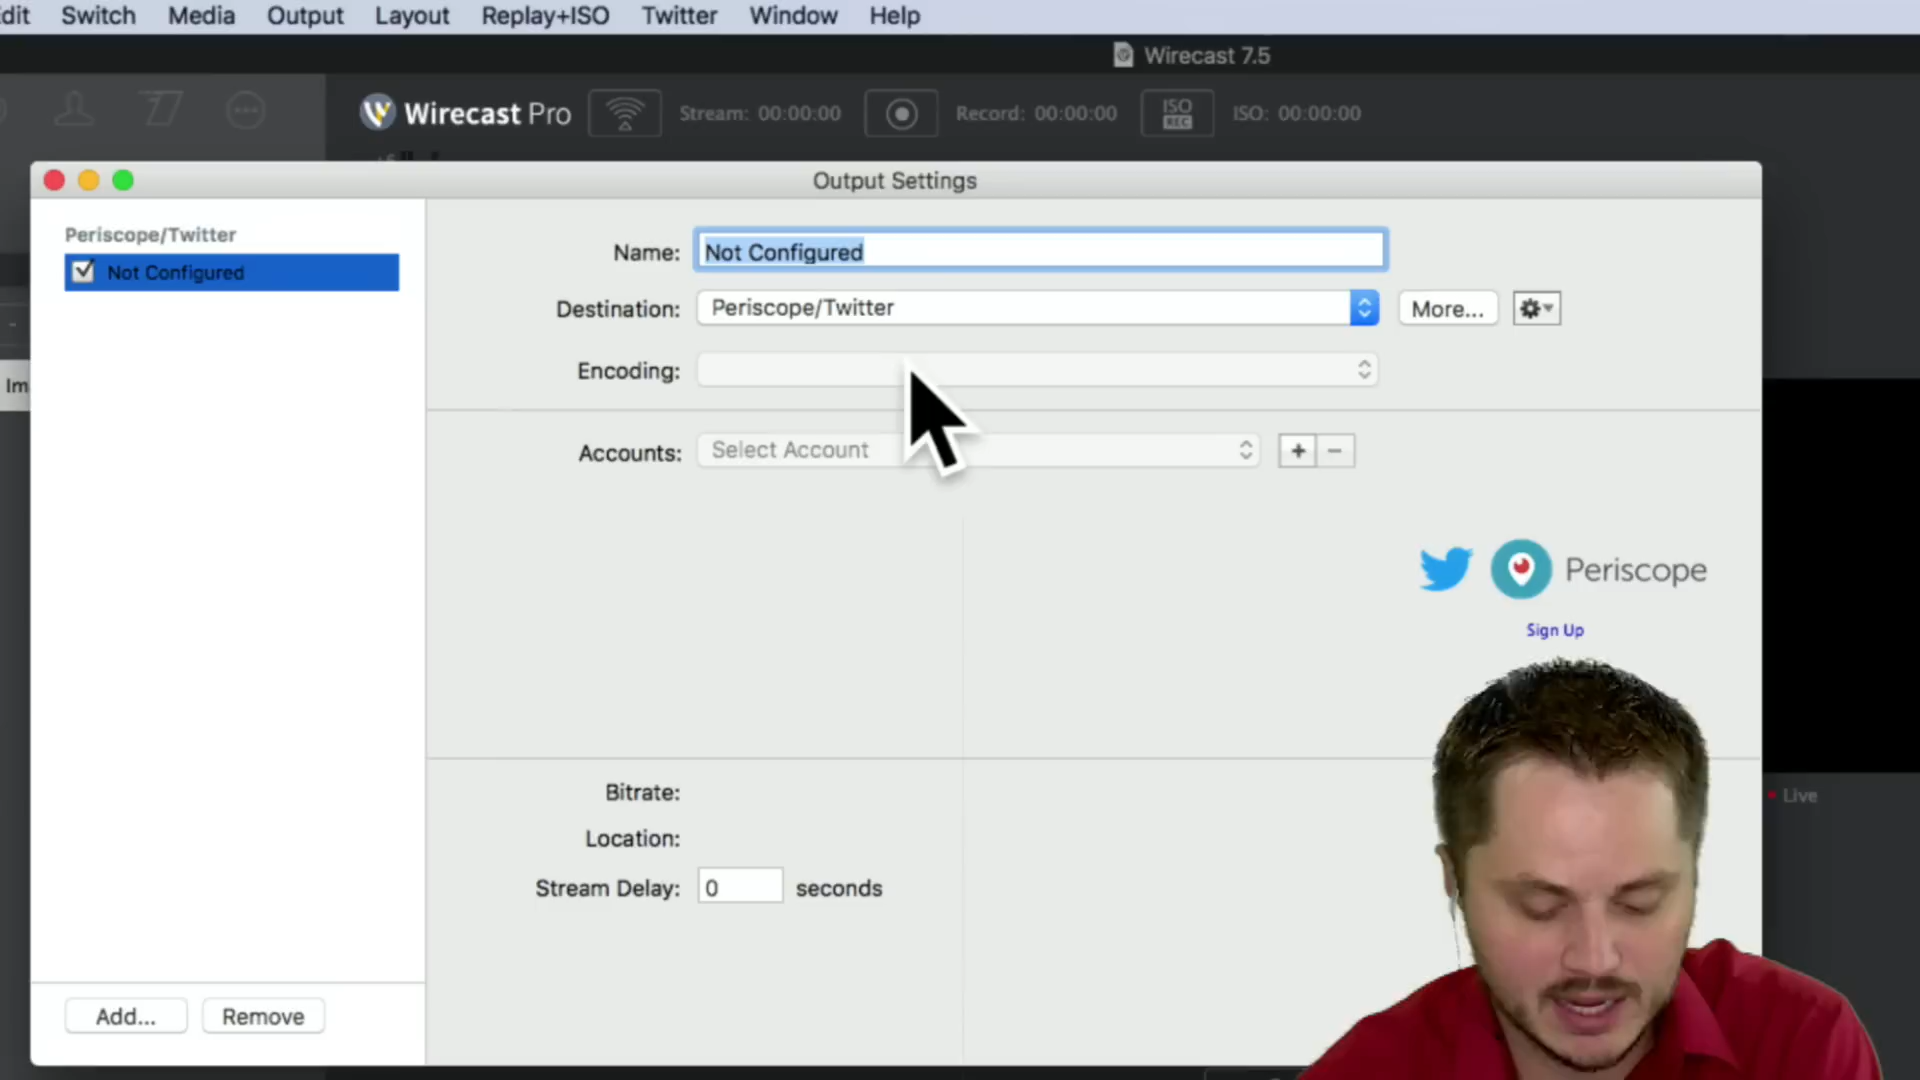 Switch Media Output Layout Replay+ISO Twitter Window Help
Wirecast 7.5
Wirecast Pro Stream: 00:00:00 Record: 00:00:00 ISO REC ISO: 00:00:00
Output Settings
Periscope/Twitter
Not Configured
Name: Not Configured
Destination: Periscope/Twitter More...
Encoding:
Accounts: Select Account + -
Periscope
Sign Up
Bitrate:
Location:
Stream Delay: 0 seconds
Live
Add... Remove